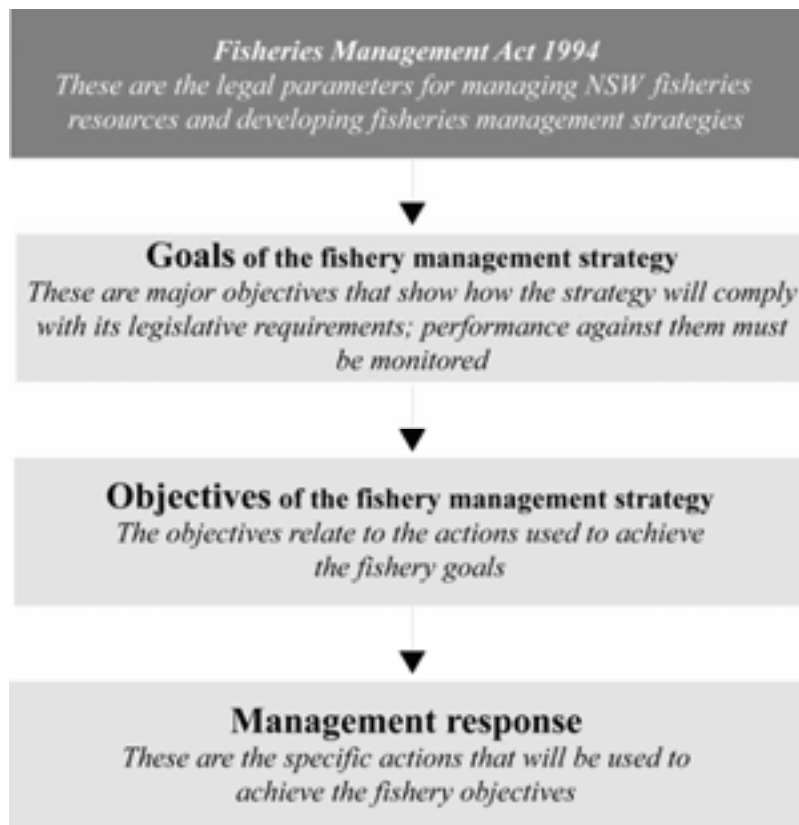 Fisheries Management Act 1994
These are the legal parameters for managing NSW fisheries
resources and developing fisheries management strategies
Goals of the fishery management strategy
These are major objectives that show how the strategy will comply
with its legislative requirements; performance against them must
be monitored
Objectives of the fishery management strategy
The objectives relate to the actions used to achieve
the fishery goals
Management response
These are the specific actions that will be used to
achieve the fishery objectives